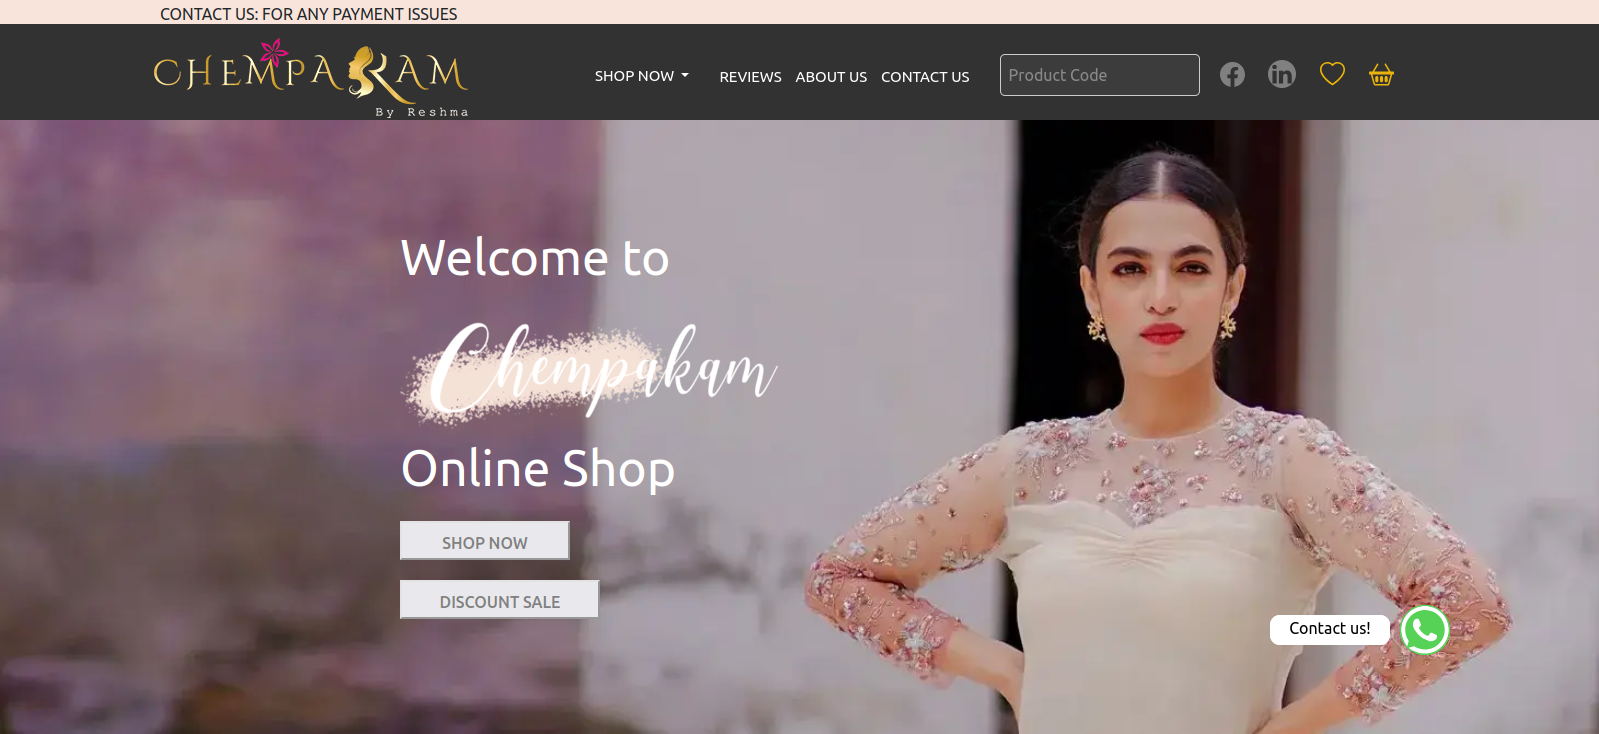 CONTACT US: FOR ANY PAYMENT ISSUES
CHEMPAKAM
By Reshma
SHOP NOW
REVIEWS
ABOUT US
CONTACT US
Product Code
Welcome to
Chempakam
Online Shop
SHOP NOW
DISCOUNT SALE
Contact us!